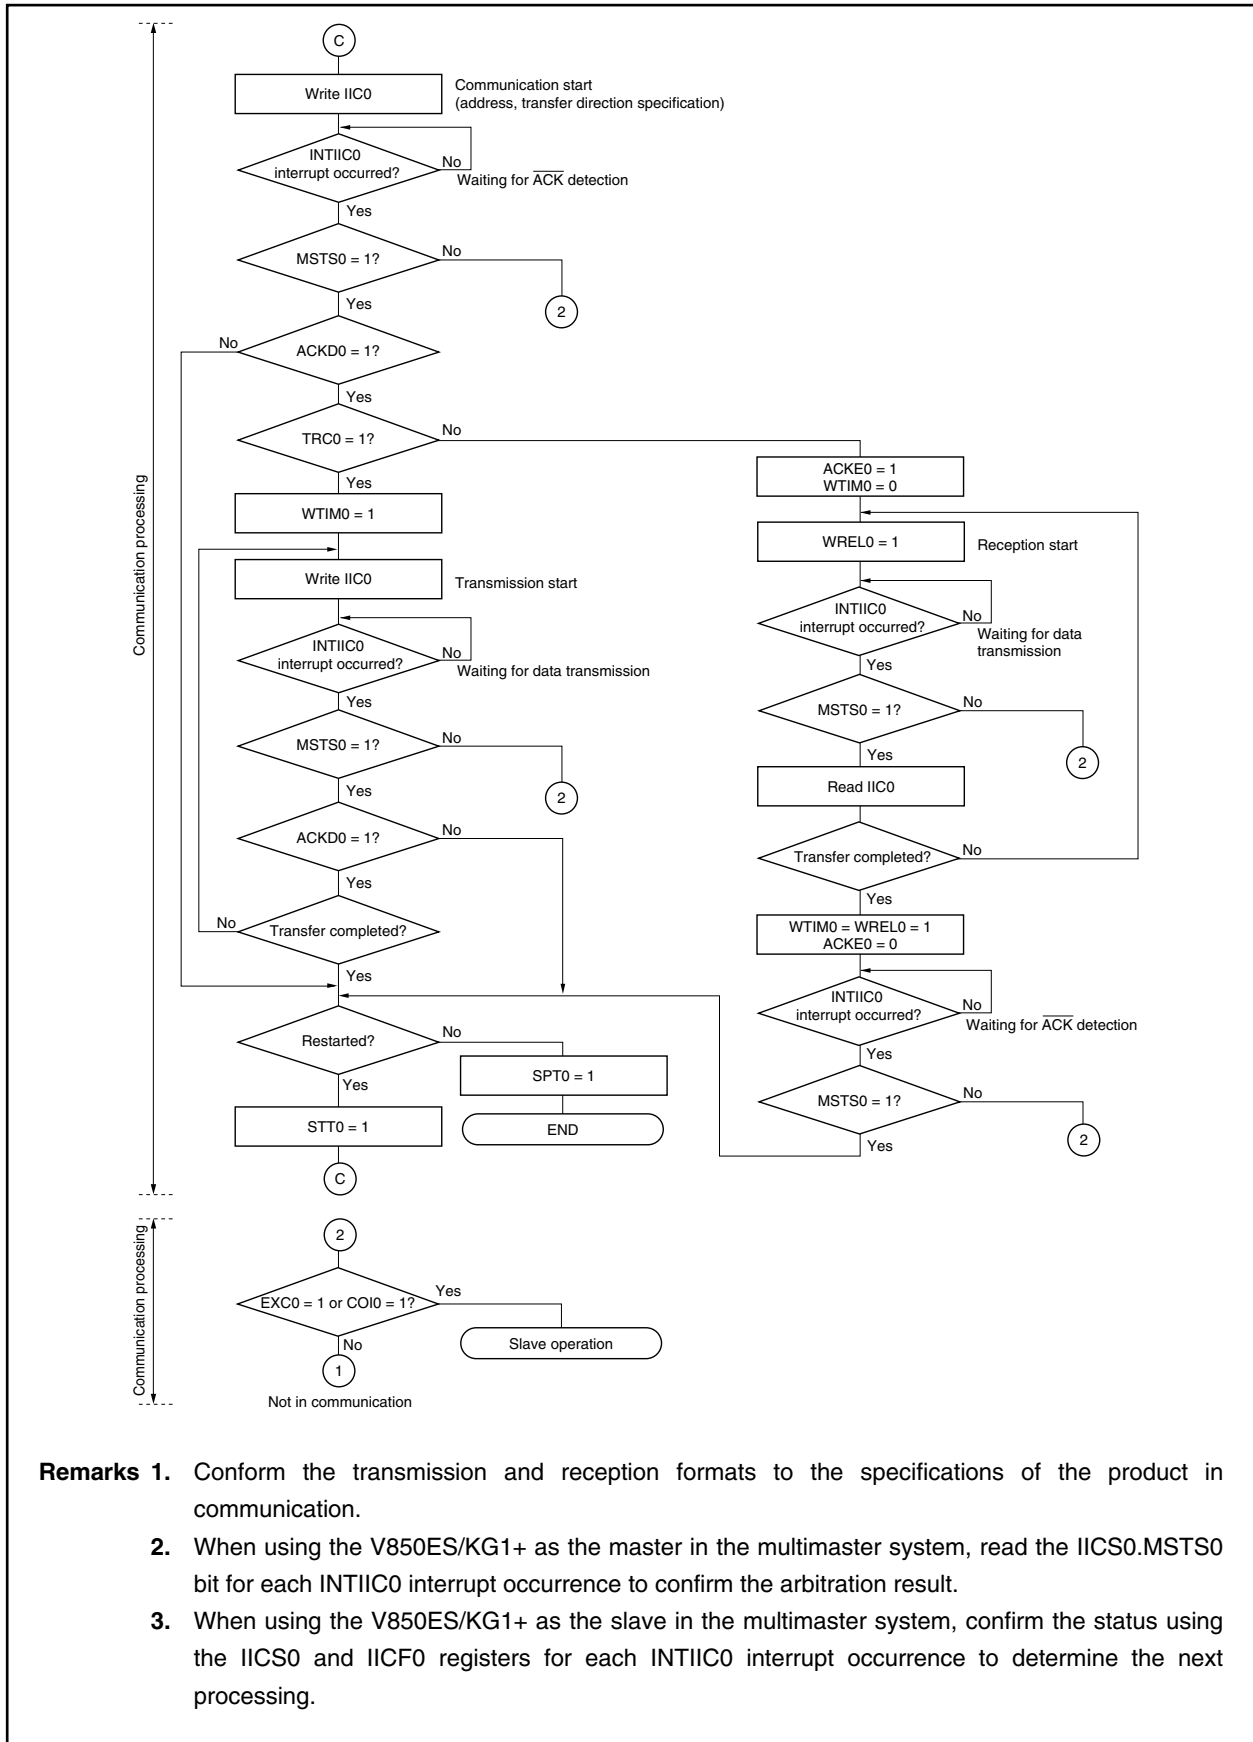 C
Write IIC0
Communication start
(address, transfer direction specification)
INTIIC0
interrupt occurred?
No
Waiting for ACK detection
Yes
MSTS0 = 1?
No
2
Yes
No
ACKD0 = 1?
Yes
TRC0 = 1?
No
Yes
WTIM0 = 1
Write IIC0
Transmission start
INTIIC0
interrupt occurred?
No
Waiting for data transmission
Yes
MSTS0 = 1?
No
2
Yes
ACKD0 = 1?
No
Yes
No
Transfer completed?
Yes
Restarted?
No
SPT0 = 1
END
Yes
STT0 = 1
C
Communication processing
ACKE0 = 1
WTIM0 = 0
WREL0 = 1
Reception start
INTIIC0
interrupt occurred?
No
Waiting for data
transmission
Yes
MSTS0 = 1?
No
2
Yes
Read IIC0
Transfer completed?
No
Yes
WTIM0 = WREL0 = 1
ACKE0 = 0
INTIIC0
interrupt occurred?
No
Waiting for ACK detection
Yes
MSTS0 = 1?
No
2
Yes
Communication processing
2
EXC0 = 1 or COI0 = 1?
Yes
Slave operation
No
1
Not in communication
Remarks 1. Conform the transmission and reception formats to the specifications of the product in
communication.
2. When using the V850ES/KG1+ as the master in the multimaster system, read the IICS0.MSTS0
bit for each INTIIC0 interrupt occurrence to confirm the arbitration result.
3. When using the V850ES/KG1+ as the slave in the multimaster system, confirm the status using
the IICS0 and IICF0 registers for each INTIIC0 interrupt occurrence to determine the next
processing.